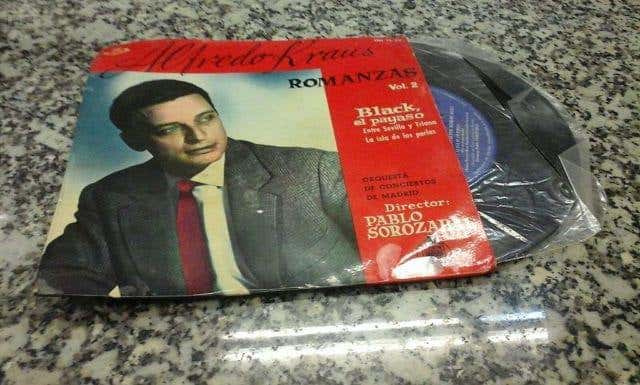 Alfredo Kraus
ROMANZAS
Vol. 2
Black,
el payaso
Entre Sevilla y Triana
La isla de las perlas
ORQUESTA
DE CONCIERTOS
DE MADRID
Director:
PABLO
SOROZABAL